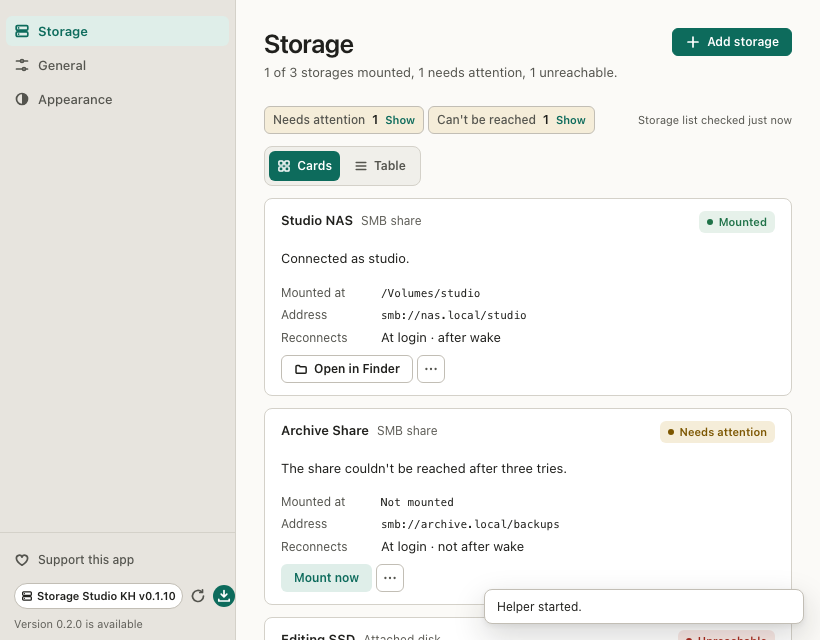 Storage
General
Appearance
Support this app
Storage Studio KH v0.1.10
Version 0.2.0 is available
Storage
Add storage
1 of 3 storages mounted, 1 needs attention, 1 unreachable.
Needs attention 1 Show
Can't be reached 1 Show
Storage list checked just now
Cards
Table
Studio NAS SMB share
Mounted
Connected as studio.
Mounted at /Volumes/studio
Address smb://nas.local/studio
Reconnects At login · after wake
Open in Finder
Archive Share SMB share
Needs attention
The share couldn't be reached after three tries.
Mounted at Not mounted
Address smb://archive.local/backups
Reconnects At login · not after wake
Mount now
Helper started.
Editing SSD Attached disk
Unreachable